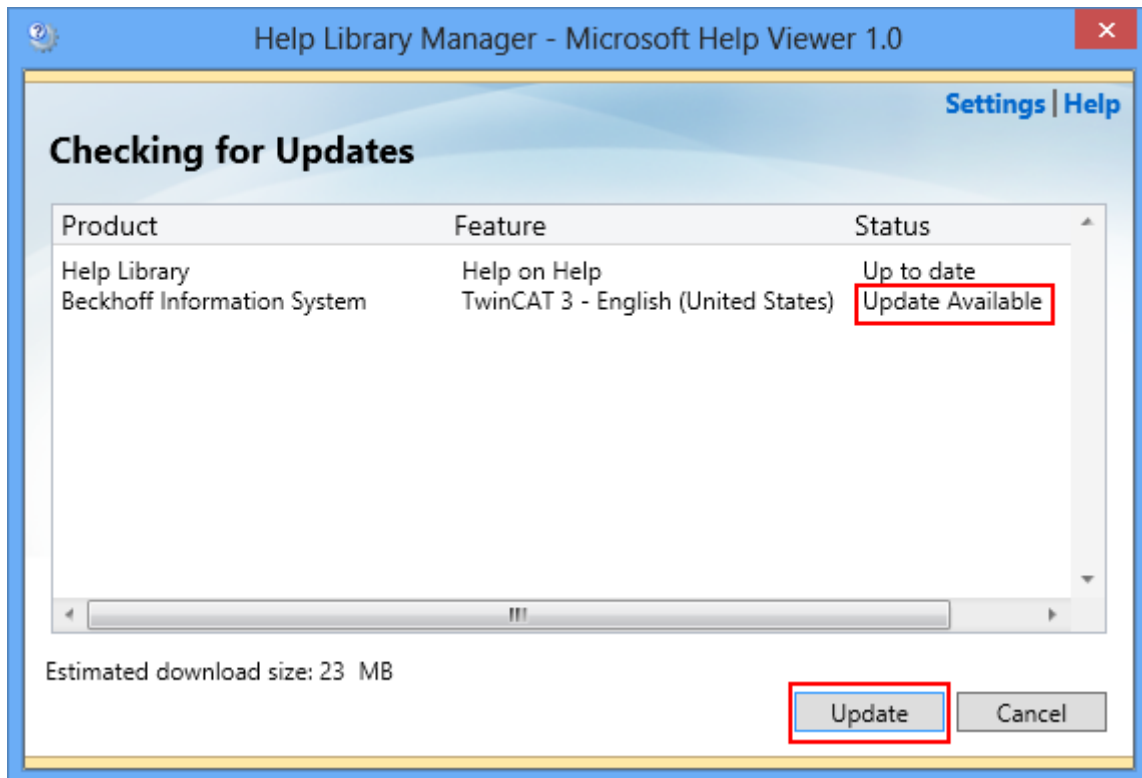 Help Library Manager - Microsoft Help Viewer 1.0
Settings | Help
Checking for Updates
Product Feature Status
Help Library Help on Help Up to date
Beckhoff Information System TwinCAT 3 - English (United States) Update Available
Estimated download size: 23 MB
Update Cancel